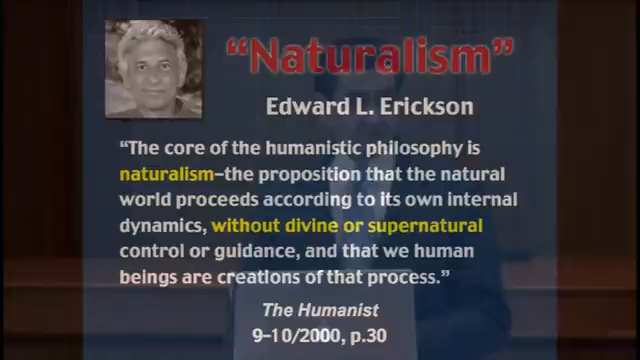 “Naturalism”
Edward L. Erickson
“The core of the humanistic philosophy is
naturalism–the proposition that the natural
world proceeds according to its own internal
dynamics, without divine or supernatural
control or guidance, and that we human
beings are creations of that process.”
The Humanist
9–10/2000, p.30